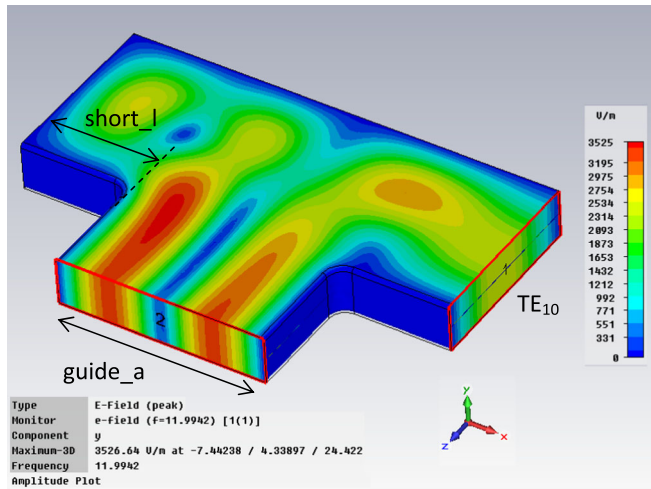 short_l
V/m
3525
3195
2975
2754
2534
2314
2093
1873
1653
1432
1212
992
771
551
331
0
1
TE10
2
guide_a
Type E-Field (peak)
Monitor e-field (f=11.9942) [1(1)]
Component y
Maximum-3D 3526.64 V/m at -7.44238 / 4.33897 / 24.422
Frequency 11.9942
Amplitude Plot
y
z x